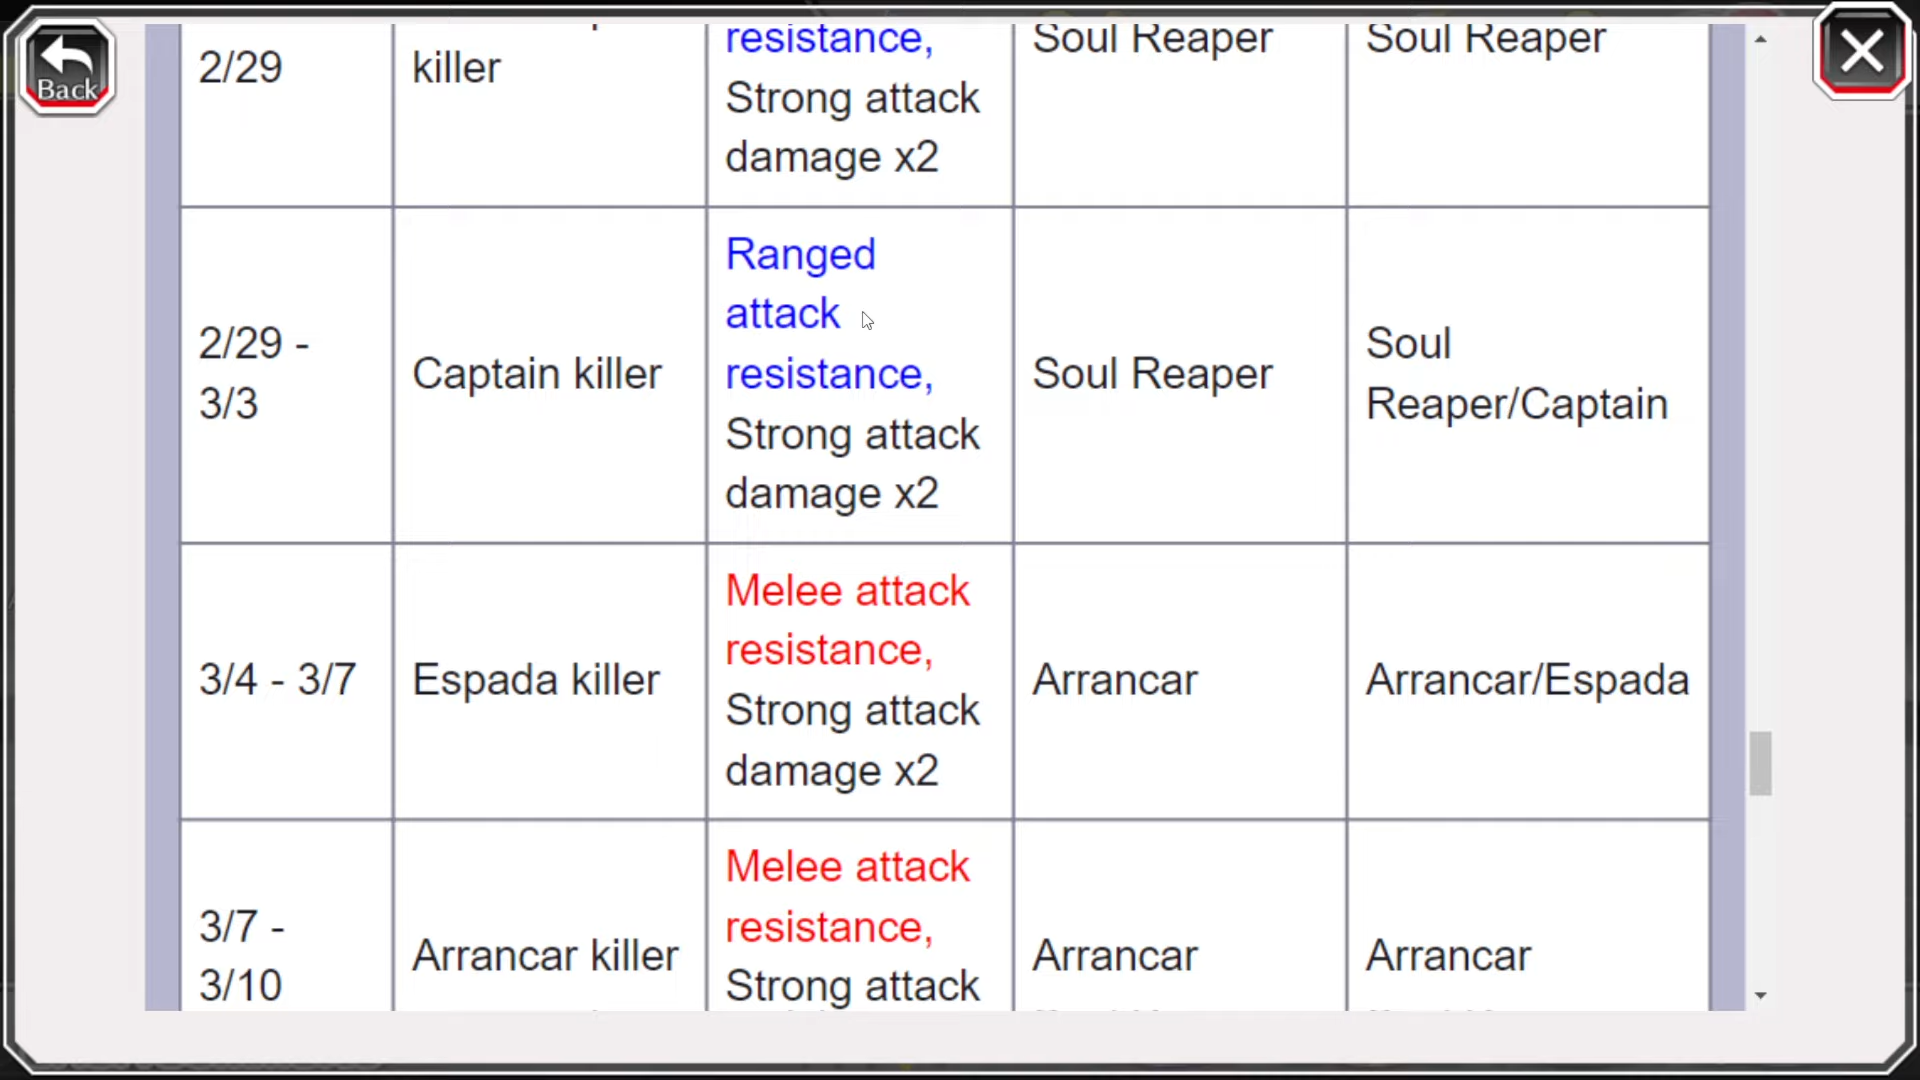 Back
2/29
killer
resistance,
Strong attack
damage x2
Soul Reaper
Soul Reaper
2/29 -
3/3
Captain killer
Ranged
attack
resistance,
Strong attack
damage x2
Soul Reaper
Soul
Reaper/Captain
3/4 - 3/7
Espada killer
Melee attack
resistance,
Strong attack
damage x2
Arrancar
Arrancar/Espada
3/7 -
3/10
Arrancar killer
Melee attack
resistance,
Strong attack
Arrancar
Arrancar